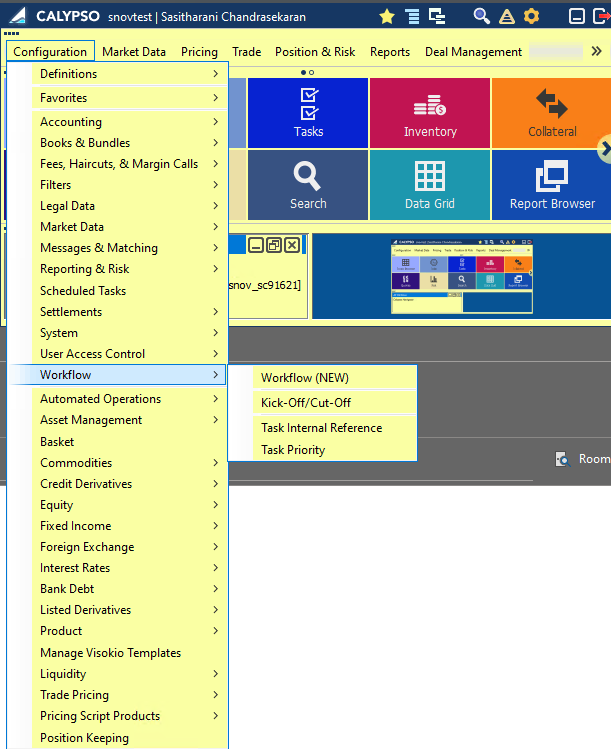 CALYPSO snovtest | Sasitharani Chandrasekaran
Configuration Market Data Pricing Trade Position & Risk Reports Deal Management
Definitions
Favorites
Accounting
Books & Bundles
Fees, Haircuts, & Margin Calls
Filters
Legal Data
Market Data
Messages & Matching
Reporting & Risk
Scheduled Tasks
Settlements
System
User Access Control
Workflow
Automated Operations
Asset Management
Basket
Commodities
Credit Derivatives
Equity
Fixed Income
Foreign Exchange
Interest Rates
Bank Debt
Listed Derivatives
Product
Manage Visokio Templates
Liquidity
Trade Pricing
Pricing Script Products
Position Keeping
Workflow (NEW)
Kick-Off/Cut-Off
Task Internal Reference
Task Priority
Tasks
Inventory
Collateral
Search
Data Grid
Report Browser
snov_sc91621]
Room